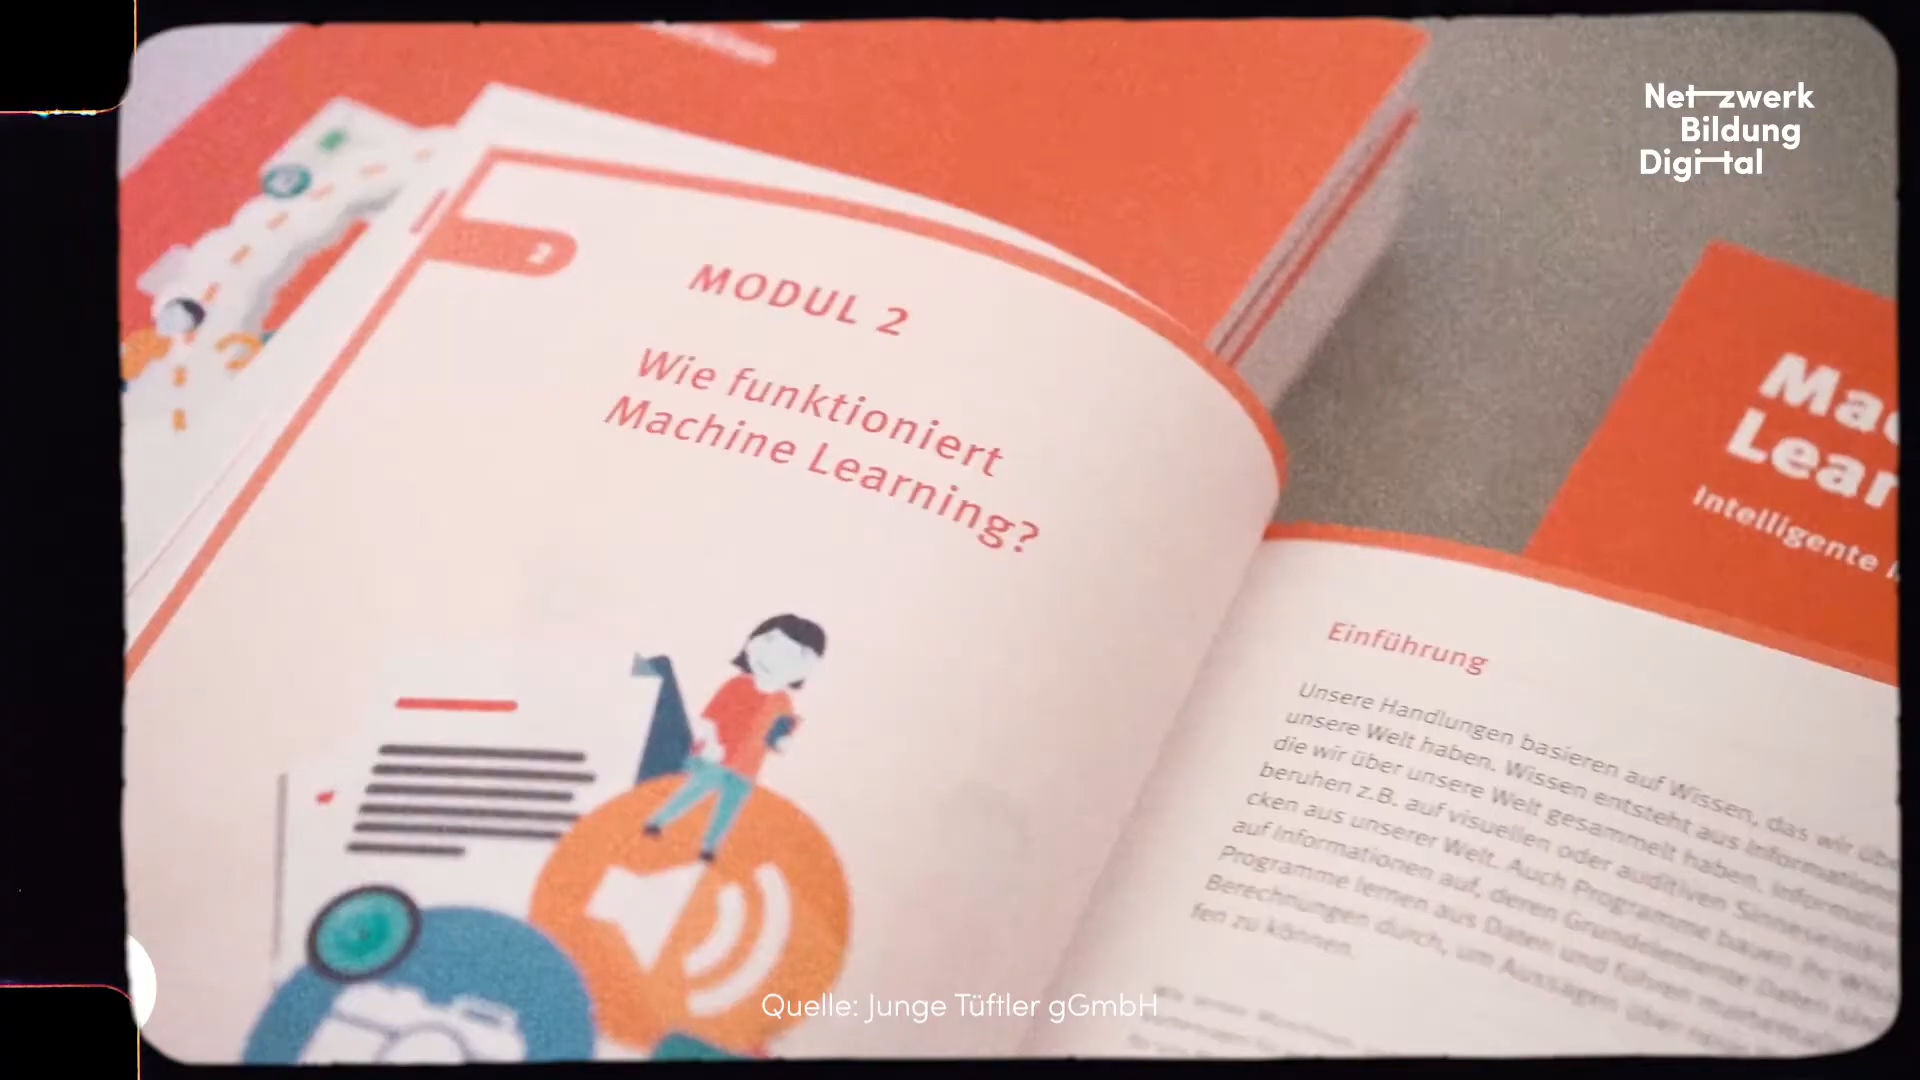 Netzwerk
Bildung
Digital
2
MODUL 2
Wie funktioniert
Machine Learning?
Intelligente
Einführung
Unsere Handlungen basieren auf Wissen, das wir
unsere Welt haben. Wissen entsteht aus
die wir über unsere Welt gesammelt haben.
beruhen z.B. auf visuellen oder auditiven
cken aus unserer Welt. Auch Programme bauen ihr
auf Informationen auf, deren Grundelemente Daten
Programme lernen aus Daten und führen
Berechnungen durch, um Aussagen über
fen zu können.
Quelle: Junge Tüftler gGmbH